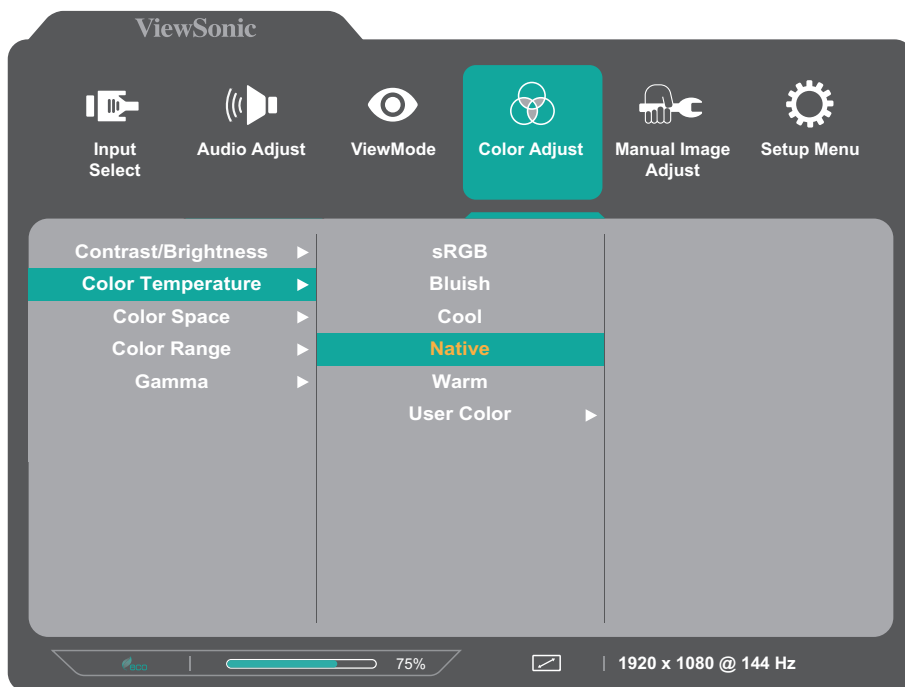 ViewSonic
Input Select
Audio Adjust
ViewMode
Color Adjust
Manual Image Adjust
Setup Menu
Contrast/Brightness
Color Temperature
Color Space
Color Range
Gamma
sRGB
Bluish
Cool
Native
Warm
User Color
eco
75%
1920 x 1080 @ 144 Hz